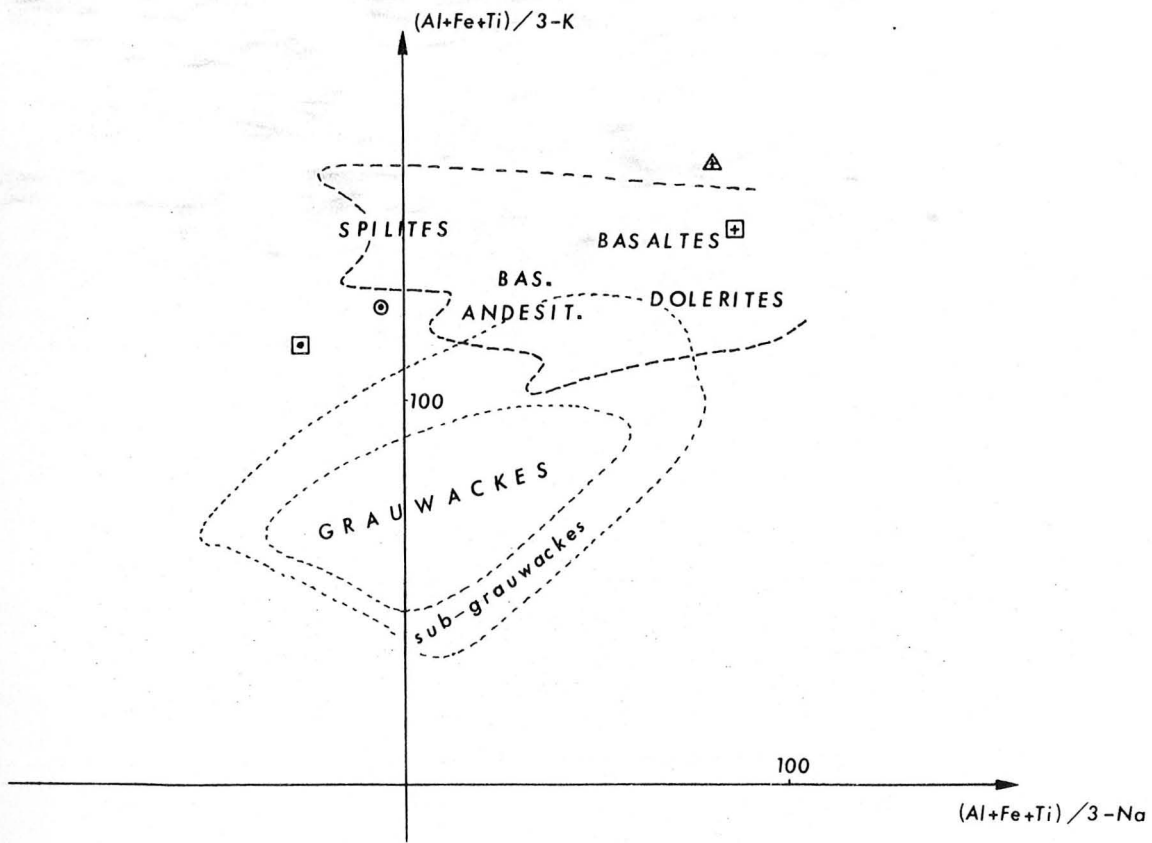 (Al+Fe+Ti)/3-K
SPILITES
BASALTES
BAS.
ANDESIT.
DOLERITES
100
GRAUWACKES
sub-grauwackes
100
(Al+Fe+Ti)/3-Na